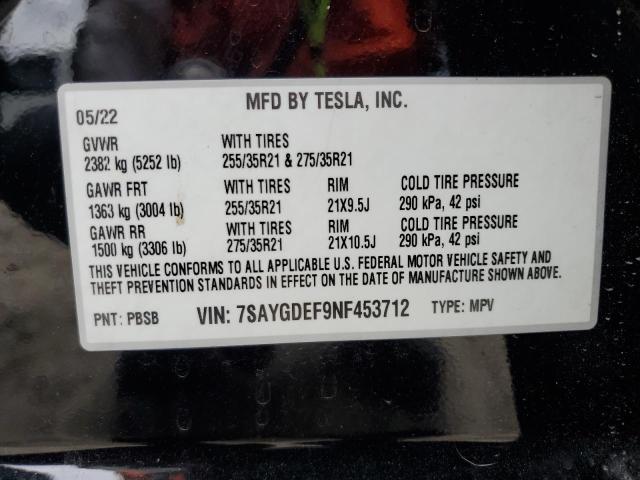 MFD BY TESLA, INC.
05/22
GVWR WITH TIRES
2382 kg (5252 lb) 255/35R21 & 275/35R21
GAWR FRT WITH TIRES RIM COLD TIRE PRESSURE
1363 kg (3004 lb) 255/35R21 21X9.5J 290 kPa, 42 psi
GAWR RR WITH TIRES RIM COLD TIRE PRESSURE
1500 kg (3306 lb) 275/35R21 21X10.5J 290 kPa, 42 psi
THIS VEHICLE CONFORMS TO ALL APPLICABLE U.S. FEDERAL MOTOR VEHICLE SAFETY AND
THEFT PREVENTION STANDARDS IN EFFECT ON THE DATE OF MANUFACTURE SHOWN ABOVE.
PNT: PBSB VIN: 7SAYGDEF9NF453712 TYPE: MPV